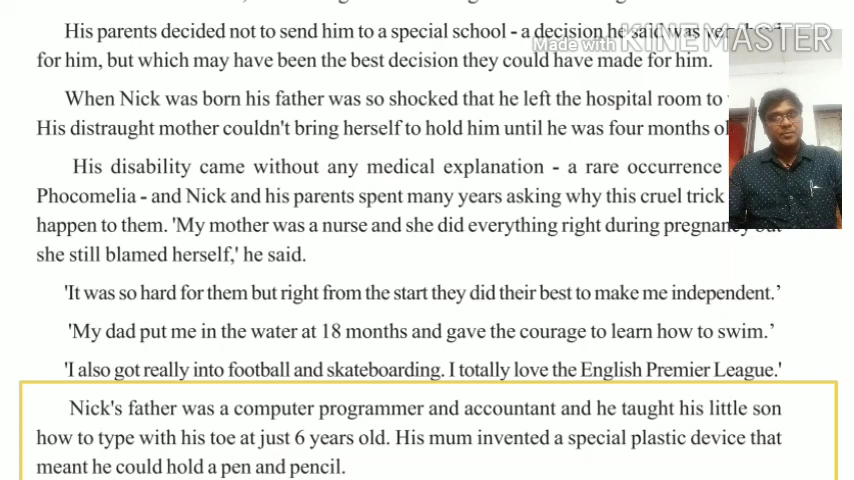 His parents decided not to send him to a special school - a decision he said was very
for him, but which may have been the best decision they could have made for him.
Made with KINEMASTER
When Nick was born his father was so shocked that he left the hospital room to
His distraught mother couldn't bring herself to hold him until he was four months
His disability came without any medical explanation - a rare occurrence
Phocomelia - and Nick and his parents spent many years asking why this cruel trick
happen to them. 'My mother was a nurse and she did everything right during pregnancy but
she still blamed herself,' he said.
'It was so hard for them but right from the start they did their best to make me independent.’
'My dad put me in the water at 18 months and gave the courage to learn how to swim.’
'I also got really into football and skateboarding. I totally love the English Premier League.'
Nick's father was a computer programmer and accountant and he taught his little son
how to type with his toe at just 6 years old. His mum invented a special plastic device that
meant he could hold a pen and pencil.